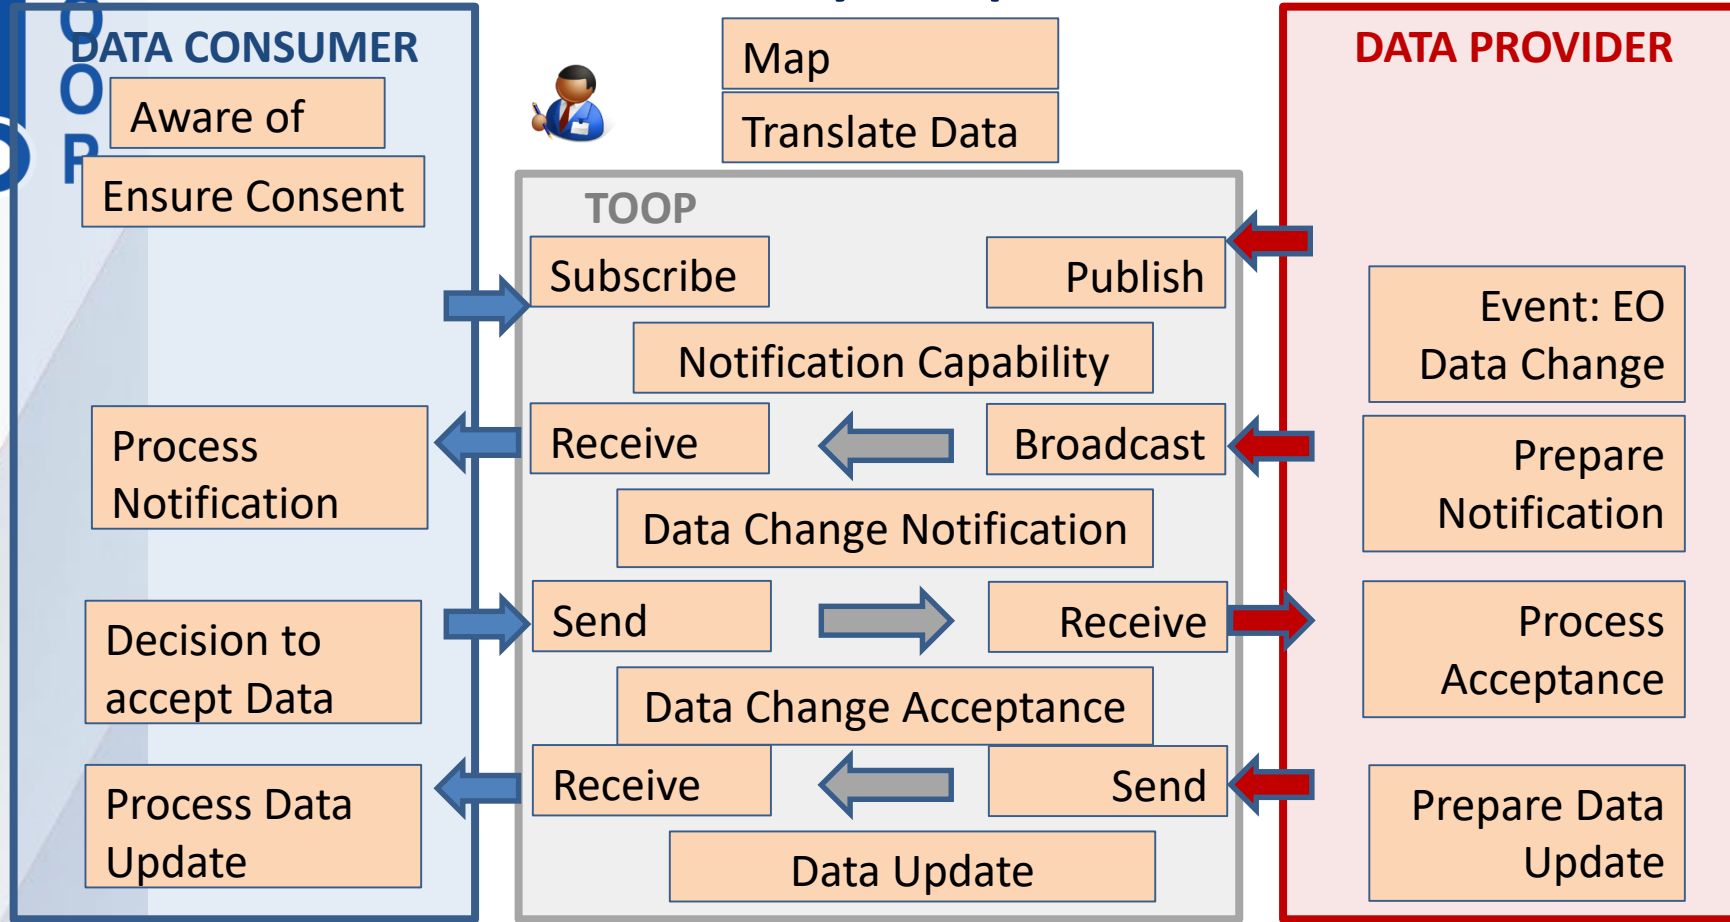 O
O
P
DATA CONSUMER
Aware of
Ensure Consent
Process
Notification
Decision to
accept Data
Process Data
Update
Map
Translate Data
TOOP
Subscribe
Publish
Notification Capability
Receive
Broadcast
Data Change Notification
Send
Receive
Data Change Acceptance
Receive
Send
Data Update
DATA PROVIDER
Event: EO
Data Change
Prepare
Notification
Process
Acceptance
Prepare Data
Update